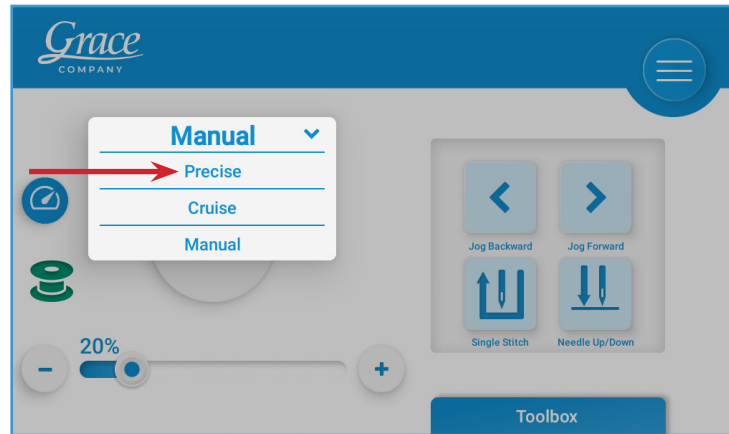 Grace
COMPANY
Manual
Precise
Cruise
Manual
20%
Jog Backward
Jog Forward
Single Stitch
Needle Up/Down
Toolbox